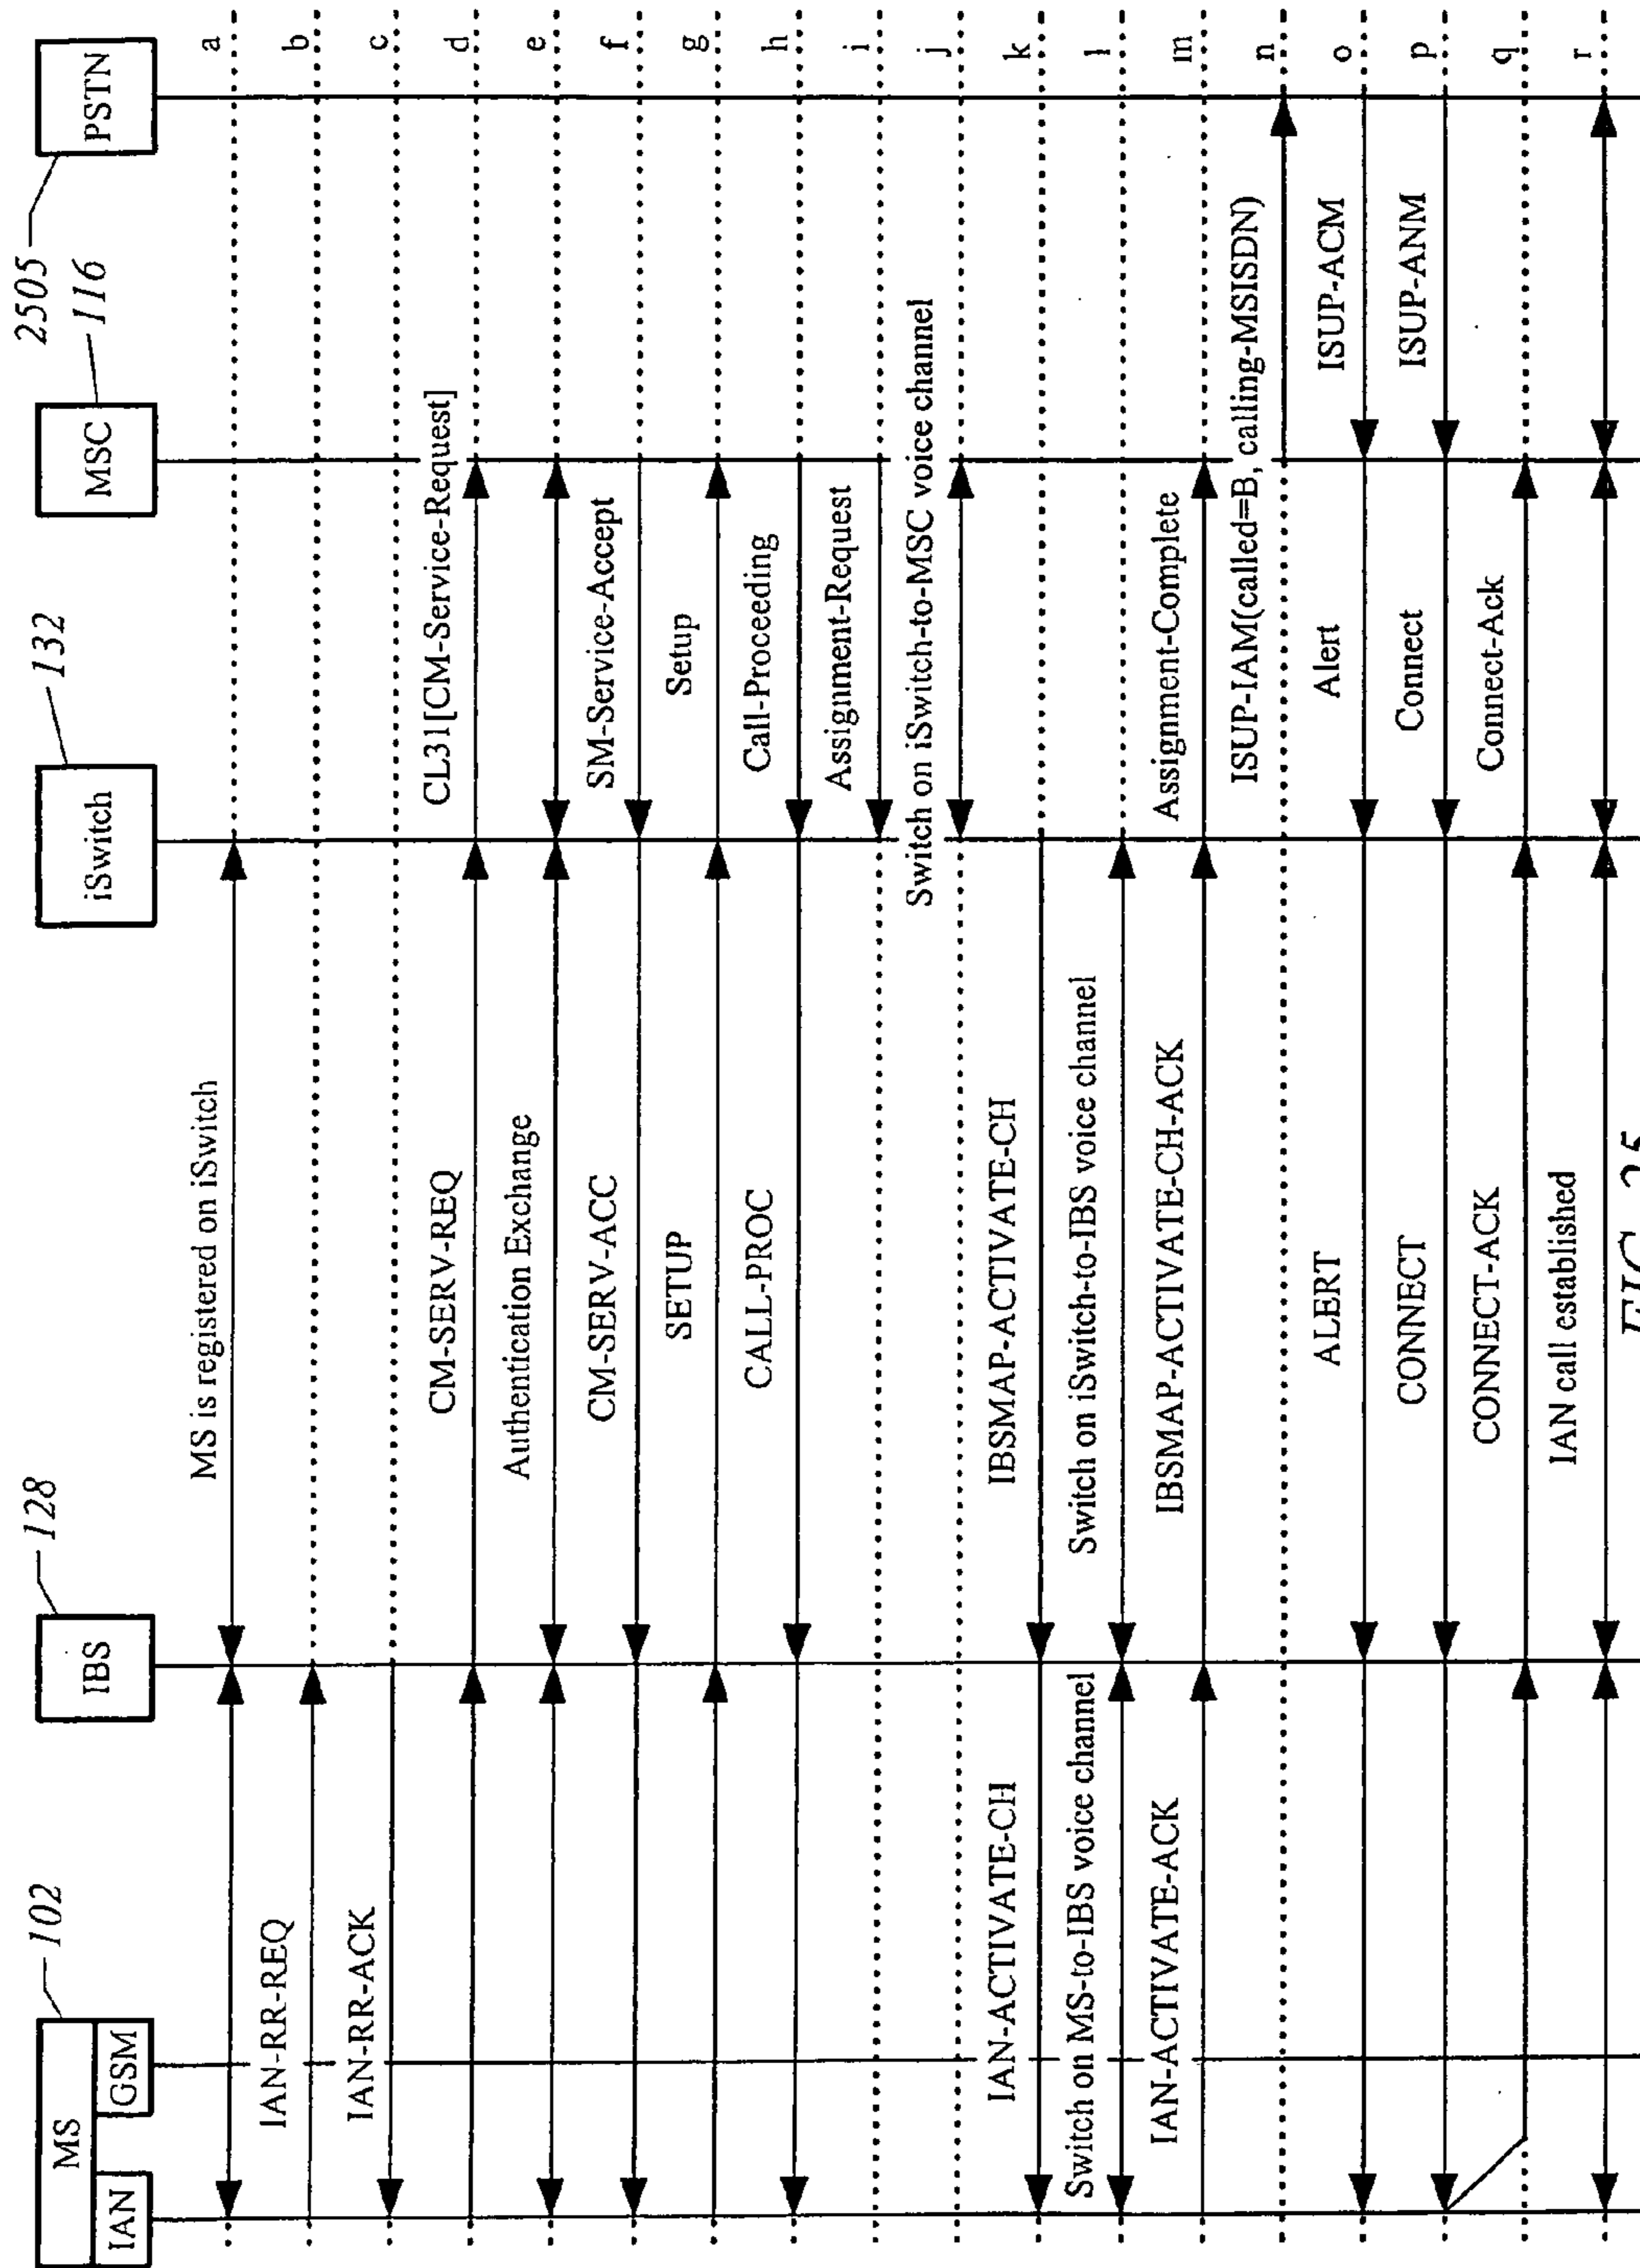 MS
102
IAN
GSM
IBS
128
iSwitch
132
MSC
116
PSTN
2505
MS is registered on iSwitch
a
IAN-RR-REQ
b
IAN-RR-ACK
c
CM-SERV-REQ
CL31[CM-Service-Request]
d
Authentication Exchange
e
CM-SERV-ACC
SM-Service-Accept
f
SETUP
Setup
g
CALL-PROC
Call-Proceeding
h
Assignment-Request
i
Switch on iSwitch-to-MSC voice channel
j
IAN-ACTIVATE-CH
IBSMAP-ACTIVATE-CH
k
Switch on MS-to-IBS voice channel
Switch on iSwitch-to-IBS voice channel
l
IAN-ACTIVATE-ACK
IBSMAP-ACTIVATE-CH-ACK
Assignment-Complete
m
ISUP-IAM(called=B, calling-MSISDN)
n
ALERT
Alert
ISUP-ACM
o
CONNECT
Connect
ISUP-ANM
p
CONNECT-ACK
Connect-Ack
q
IAN call established
r
FIG. 25